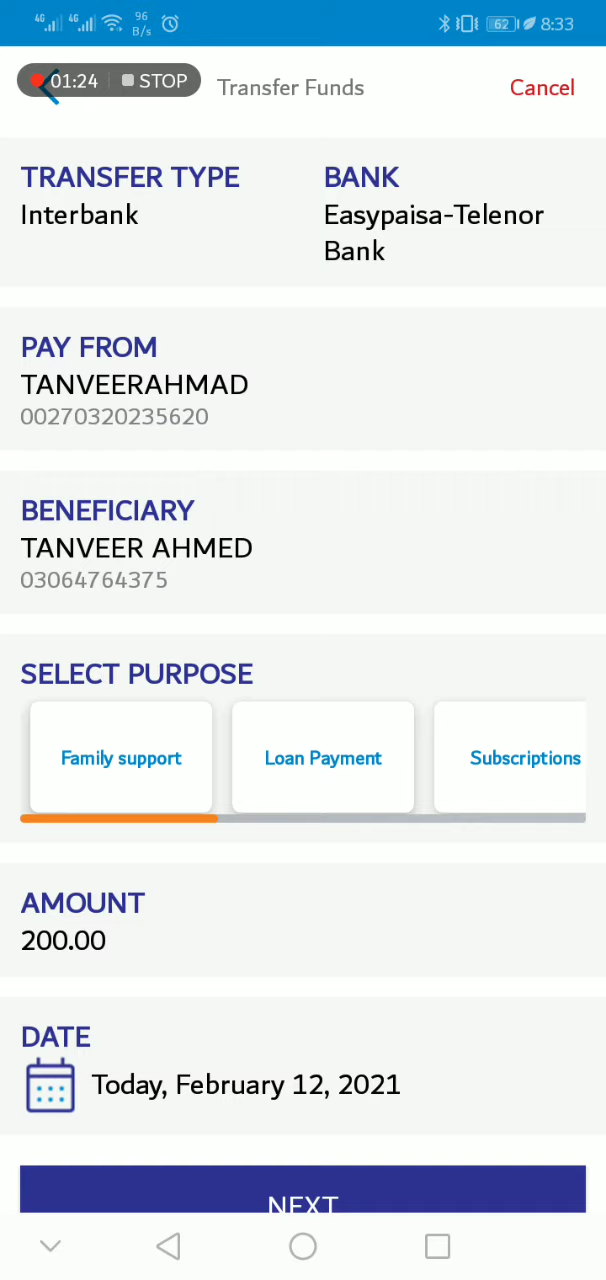 4G 4G 96 B/s 62 8:33
01:24 STOP Transfer Funds Cancel
TRANSFER TYPE
Interbank
BANK
Easypaisa-Telenor
Bank
PAY FROM
TANVEERAHMAD
00270320235620
BENEFICIARY
TANVEER AHMED
03064764375
SELECT PURPOSE
Family support Loan Payment Subscriptions
AMOUNT
200.00
DATE
Today, February 12, 2021
NEXT